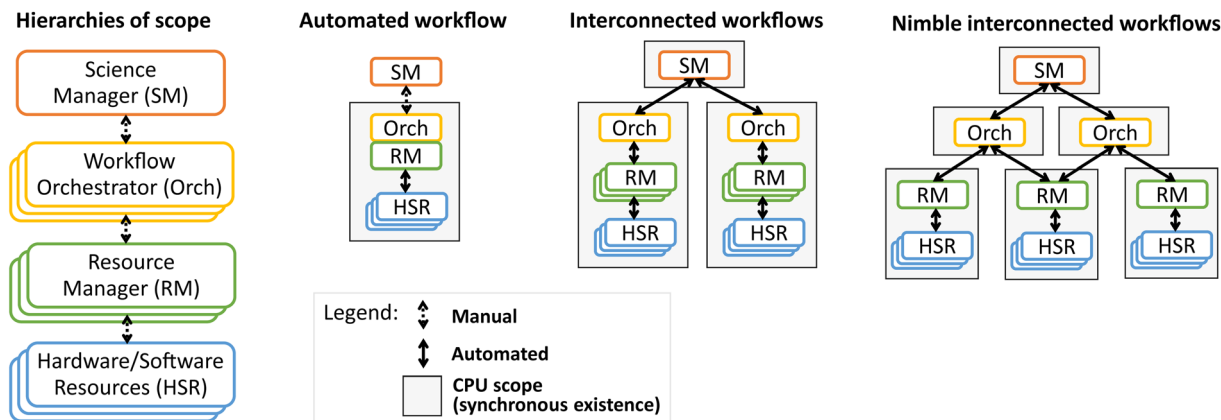 Hierarchies of scope
Science
Manager (SM)
Workflow
Orchestrator (Orch)
Resource
Manager (RM)
Hardware/Software
Resources (HSR)
Automated workflow
SM
Orch
RM
HSR
Interconnected workflows
SM
Orch
Orch
RM
RM
HSR
HSR
Nimble interconnected workflows
SM
Orch
Orch
RM
RM
RM
HSR
HSR
HSR
Legend:
Manual
Automated
CPU scope
(synchronous existence)